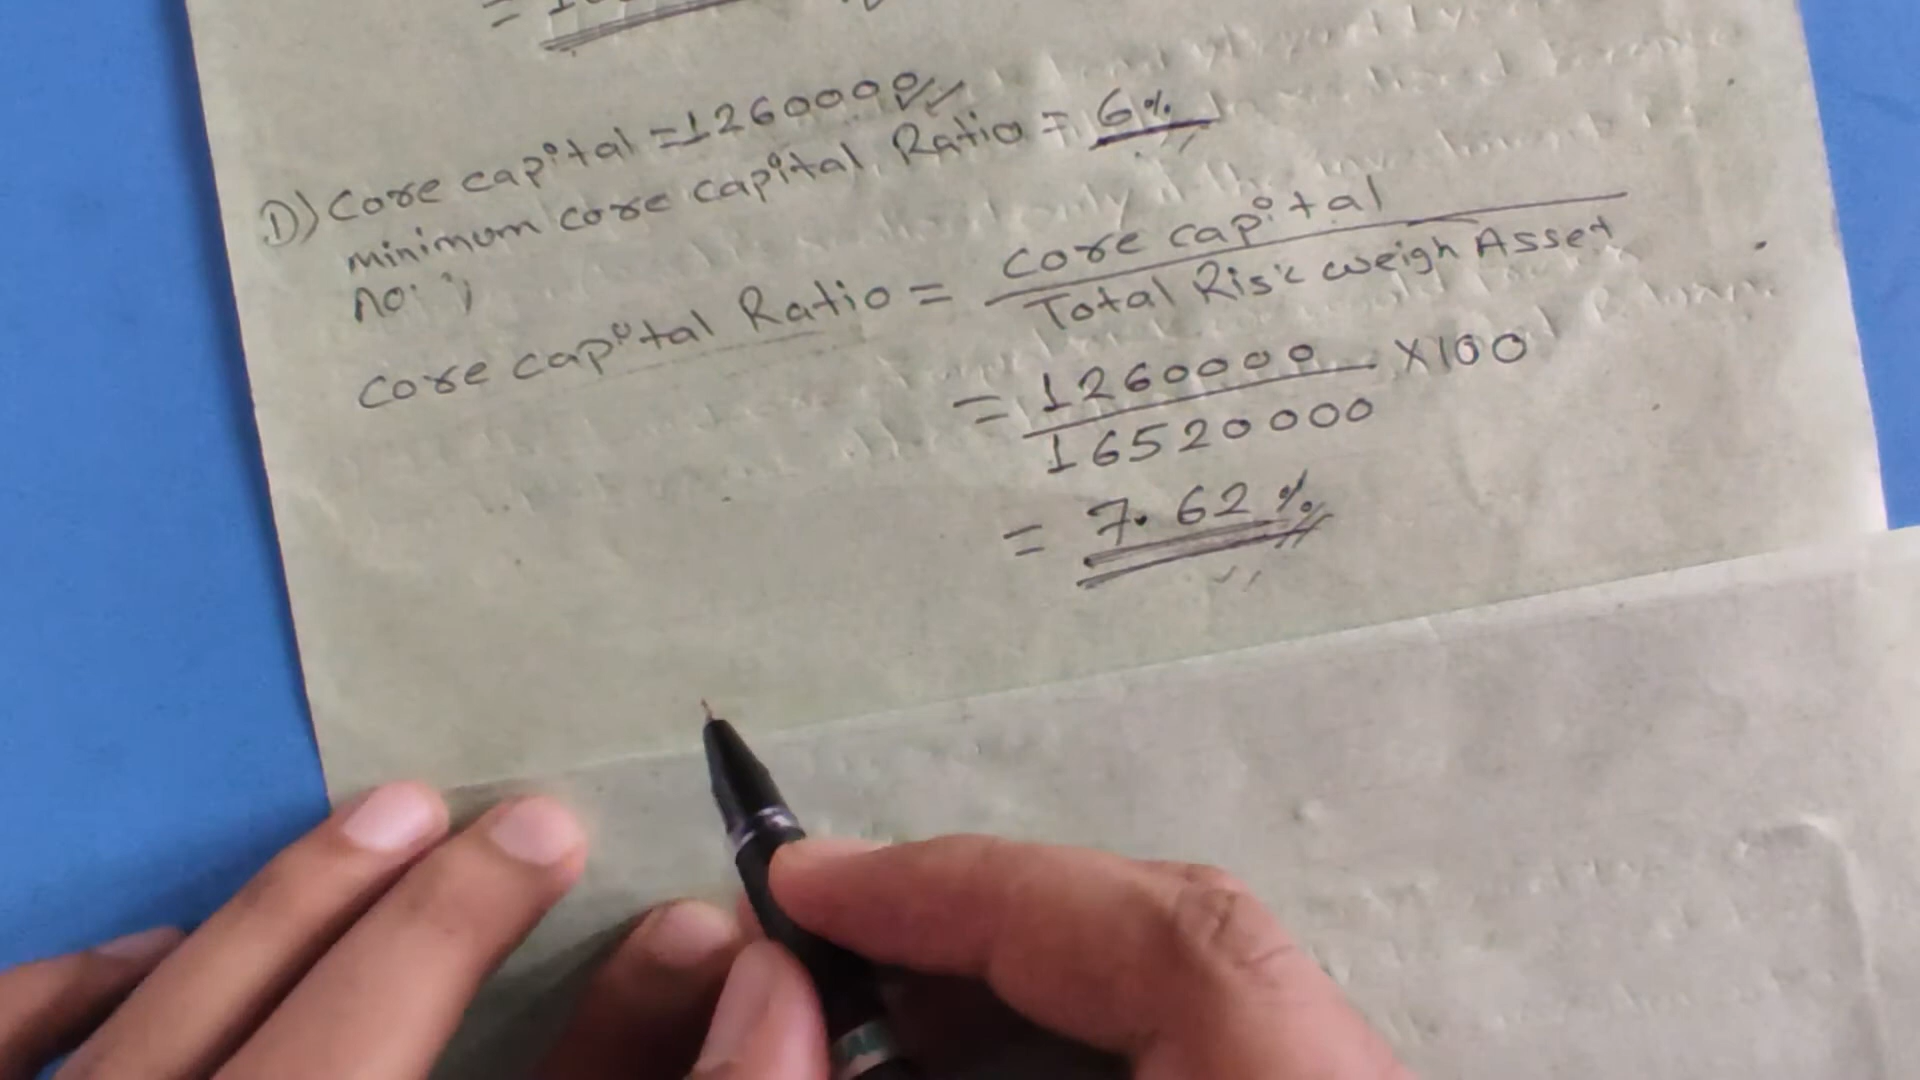 D) Core capital = 1260000
minimum core capital Ratio = 6%
no:
core capital Ratio = core capital
Total Risk weigh Asset
= 1260000 X100
16520000
= 7.62%